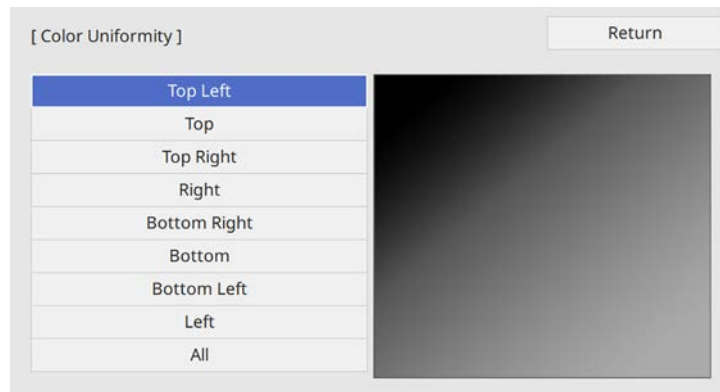 [ Color Uniformity ]
Return
Top Left
Top
Top Right
Right
Bottom Right
Bottom
Bottom Left
Left
All